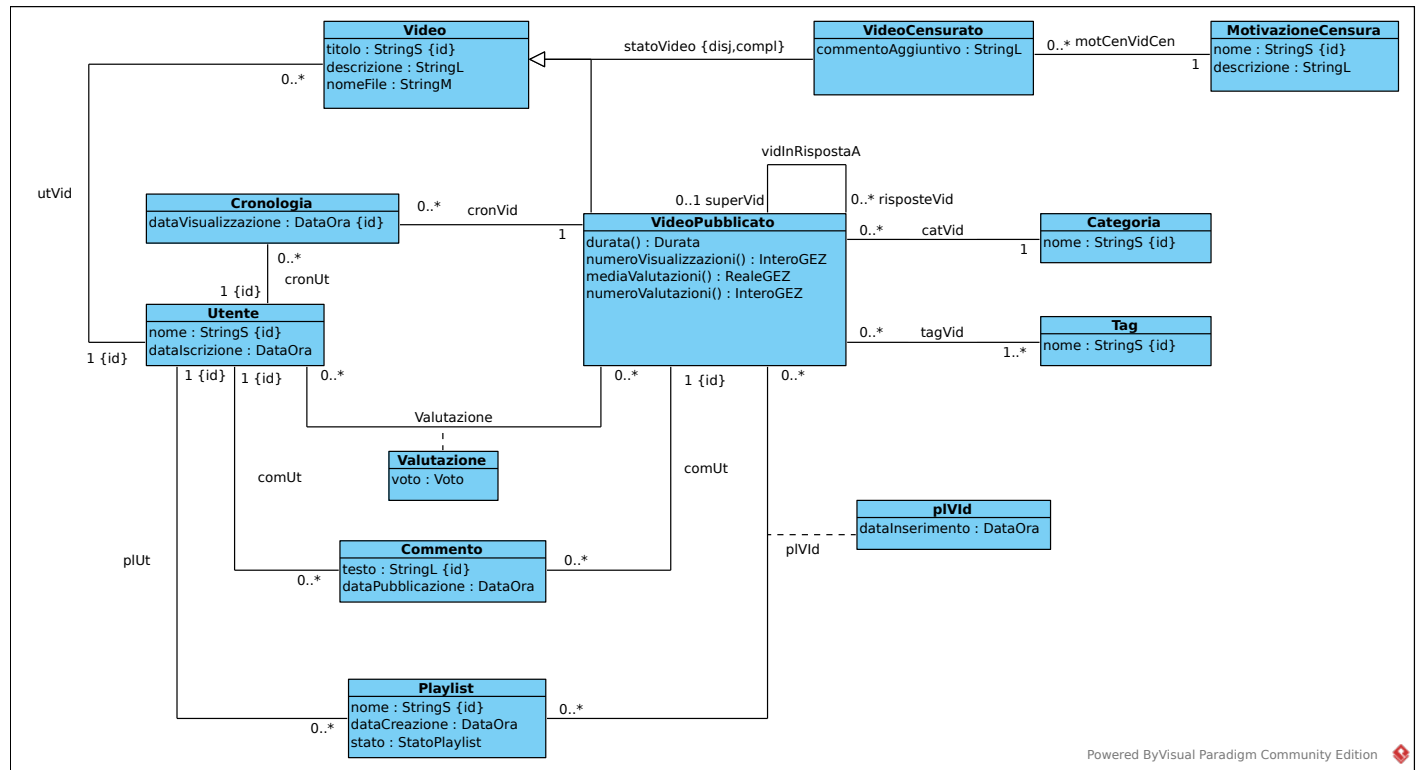 Video
titolo : StringS {id}
descrizione : StringL
nomeFile : StringM
0..*
statoVideo {disj,compl}
VideoCensurato
commentoAggiuntivo : StringL
0..* motCenVidCen
1
MotivazioneCensura
nome : StringS {id}
descrizione : StringL
utVid
vidInRispostaA
0..1 superVid
0..* risposteVid
Cronologia
dataVisualizzazione : DataOra {id}
0..*
cronVid
1
0..*
cronUt
1 {id}
VideoPubblicato
durata() : Durata
numeroVisualizzazioni() : InteroGEZ
mediaValutazioni() : RealeGEZ
numeroValutazioni() : InteroGEZ
0..*
catVid
1
Categoria
nome : StringS {id}
0..*
tagVid
1..*
Tag
nome : StringS {id}
Utente
nome : StringS {id}
dataIscrizione : DataOra
1 {id}
1 {id}
1 {id}
0..*
0..*
1 {id}
0..*
Valutazione
Valutazione
voto : Voto
comUt
comUt
plVId
dataInserimento : DataOra
plVId
plUt
Commento
testo : StringL {id}
dataPubblicazione : DataOra
0..*
0..*
Playlist
nome : StringS {id}
dataCreazione : DataOra
stato : StatoPlaylist
0..*
0..*
Powered ByVisual Paradigm Community Edition